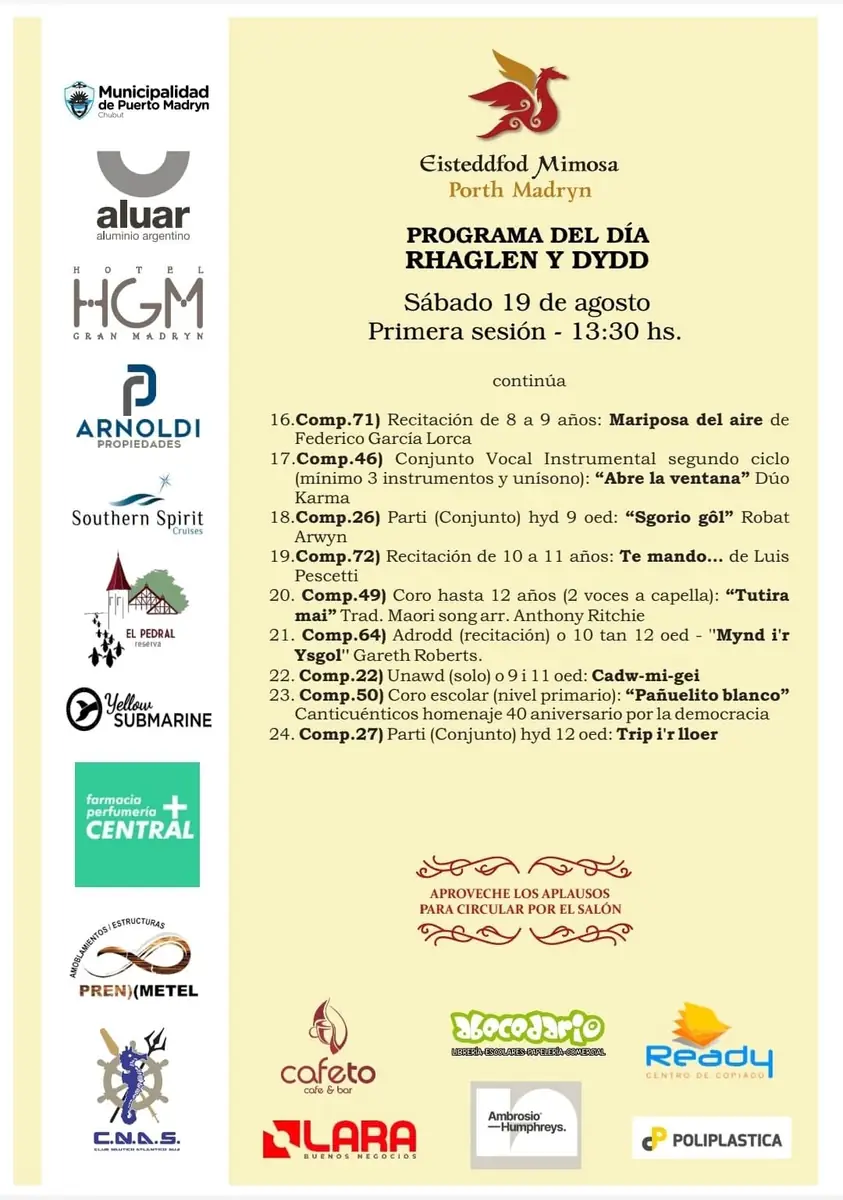 Municipalidad
de Puerto Madryn
Chubut
aluar
aluminio argentino
HOTEL
HGM
GRAN MADRYN
ARNOLDI
PROPIEDADES
Southern Spirit
Cruises
EL PEDRAL
reserva
Yellow
SUBMARINE
farmacia
perfumería
CENTRAL
AMOBLAMIENTOS / ESTRUCTURAS
PREN)(METEL
C.N.A.S.
CLUB NAUTICO ATLANTICO SUD
Eisteddfod Mimosa
Porth Madryn
PROGRAMA DEL DÍA
RHAGLEN Y DYDD
Sábado 19 de agosto
Primera sesión - 13:30 hs.
continúa
16.Comp.71) Recitación de 8 a 9 años: Mariposa del aire de
Federico García Lorca
17.Comp.46) Conjunto Vocal Instrumental segundo ciclo
(mínimo 3 instrumentos y unísono): “Abre la ventana” Dúo
Karma
18.Comp.26) Parti (Conjunto) hyd 9 oed: “Sgorio gôl” Robat
Arwyn
19.Comp.72) Recitación de 10 a 11 años: Te mando... de Luis
Pescetti
20. Comp.49) Coro hasta 12 años (2 voces a capella): “Tutira
mai” Trad. Maori song arr. Anthony Ritchie
21. Comp.64) Adrodd (recitación) o 10 tan 12 oed - "Mynd i'r
Ysgol" Gareth Roberts.
22. Comp.22) Unawd (solo) o 9 i 11 oed: Cadw-mi-gei
23. Comp.50) Coro escolar (nivel primario): “Pañuelito blanco”
Canticuénticos homenaje 40 aniversario por la democracia
24. Comp.27) Parti (Conjunto) hyd 12 oed: Trip i'r lloer
APROVECHE LOS APLAUSOS
PARA CIRCULAR POR EL SALÓN
cafeto
cafe & bar
abecedario
LIBRERÍA-ESCOLARES-PAPELERÍA-COMERCIAL
Ready
CENTRO DE COPIADO
LARA
BUENOS NEGOCIOS
Ambrosio
Humphreys.
POLIPLASTICA